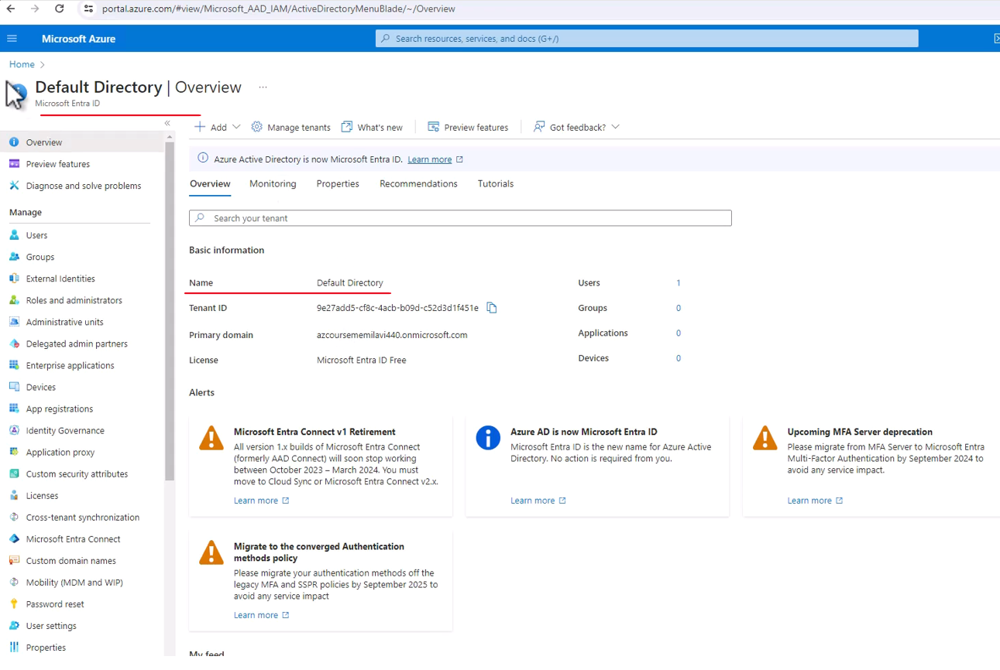 portal.azure.com/#view/Microsoft_AAD_IAM/ActiveDirectoryMenuBlade/~/Overview
Microsoft Azure
Search resources, services, and docs (G+/)
Home
Default Directory | Overview ...
Microsoft Entra ID
Add
Manage tenants
What's new
Preview features
Got feedback?
Overview
Preview features
Diagnose and solve problems
Manage
Users
Groups
External Identities
Roles and administrators
Administrative units
Delegated admin partners
Enterprise applications
Devices
App registrations
Identity Governance
Application proxy
Custom security attributes
Licenses
Cross-tenant synchronization
Microsoft Entra Connect
Custom domain names
Mobility (MDM and WIP)
Password reset
User settings
Properties
Azure Active Directory is now Microsoft Entra ID. Learn more
Overview
Monitoring
Properties
Recommendations
Tutorials
Search your tenant
Basic information
Name Default Directory
Tenant ID 9e27add5-cf8c-4acb-b09d-c52d3d1f451e
Primary domain azcoursememilavi440.onmicrosoft.com
License Microsoft Entra ID Free
Users 1
Groups 0
Applications 0
Devices 0
Alerts
Microsoft Entra Connect v1 Retirement
All version 1.x builds of Microsoft Entra Connect
(formerly AAD Connect) will soon stop working
between October 2023 – March 2024. You must
move to Cloud Sync or Microsoft Entra Connect v2.x.
Learn more
Azure AD is now Microsoft Entra ID
Microsoft Entra ID is the new name for Azure Active
Directory. No action is required from you.
Learn more
Upcoming MFA Server deprecation
Please migrate from MFA Server to Microsoft Entra
Multi-Factor Authentication by September 2024 to
avoid any service impact.
Learn more
Migrate to the converged Authentication
methods policy
Please migrate your authentication methods off the
legacy MFA and SSPR policies by September 2025 to
avoid any service impact
Learn more
My feed